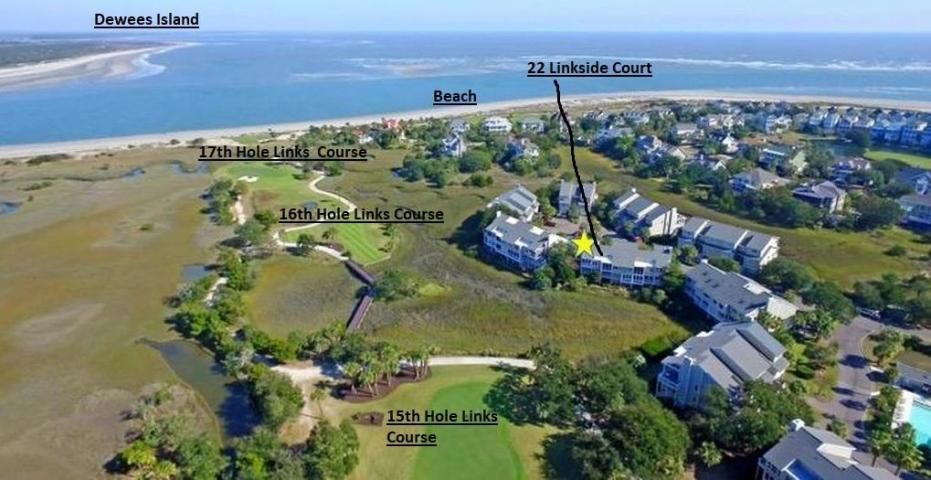 Dewees Island
22 Linkside Court
Beach
17th Hole Links Course
16th Hole Links Course
15th Hole Links
Course